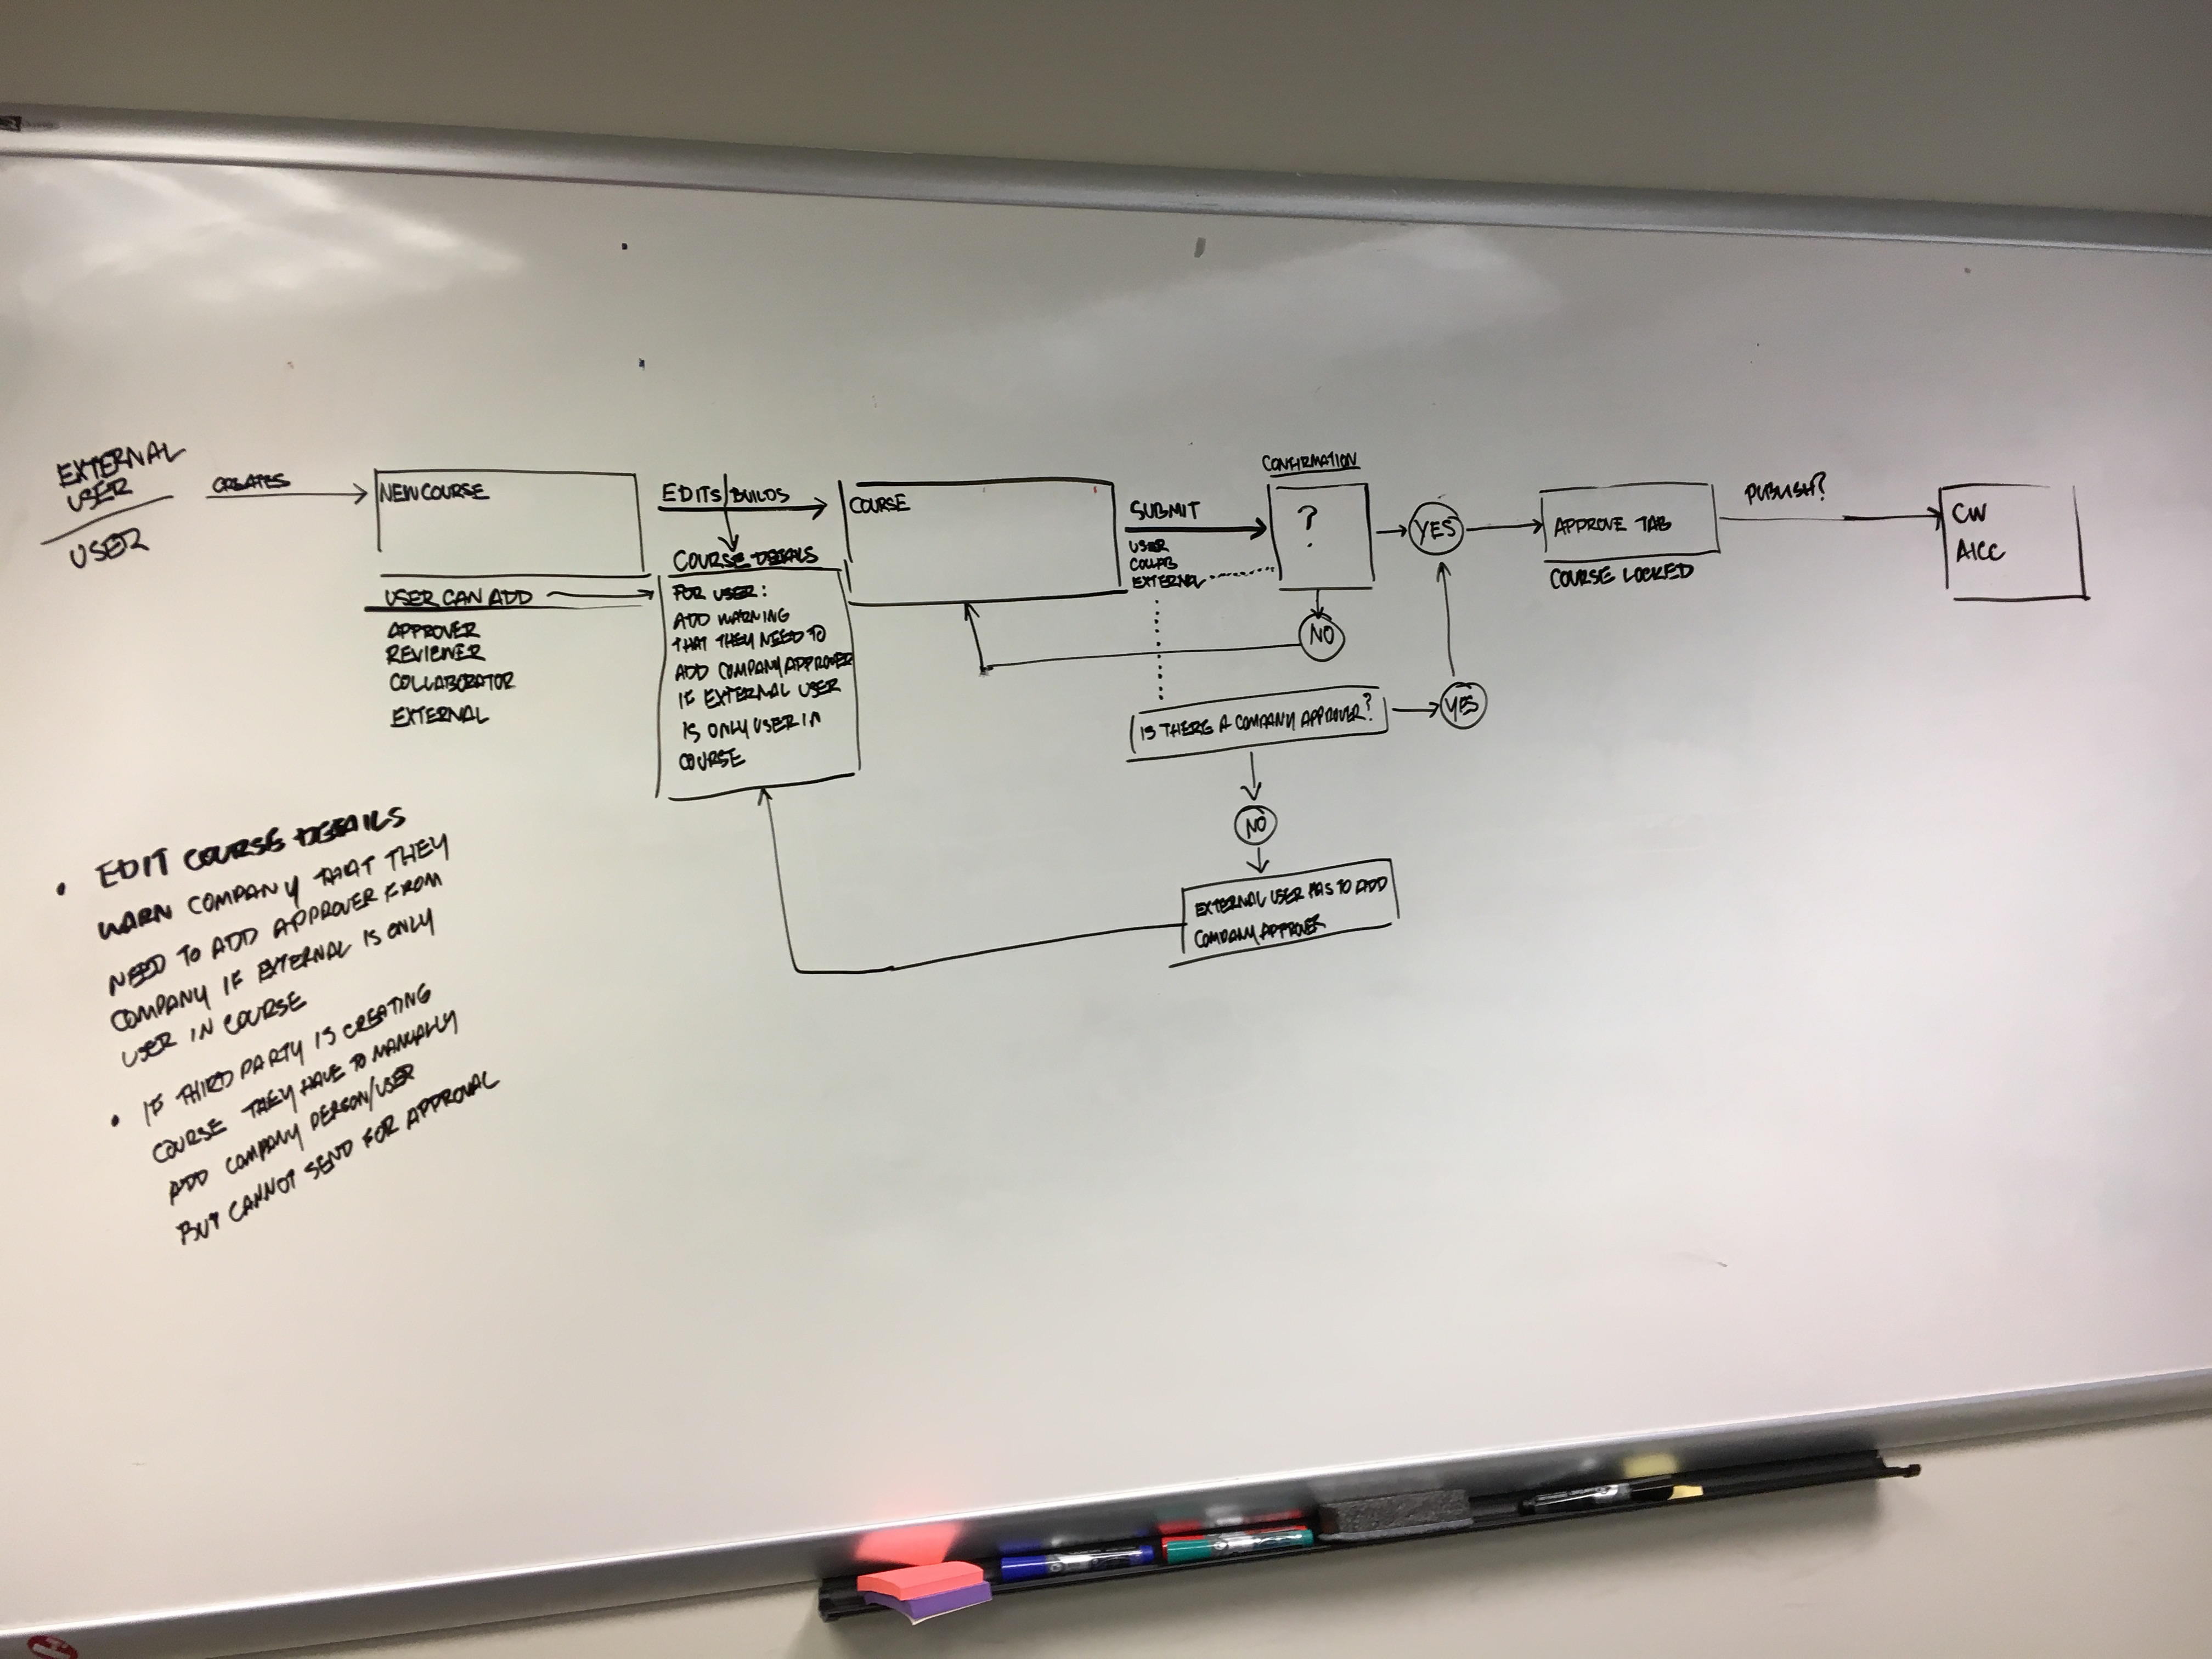 EXTERNAL
USER
USER
CREATES
NEW COURSE
USER CAN ADD
APPROVER
REVIEWER
COLLABORATOR
EXTERNAL
EDITS/BUILDS
COURSE DETAILS
FOR USER:
ADD WARNING
THAT THEY NEED TO
ADD COMPANY APPROVER
IF EXTERNAL USER
IS ONLY USER IN
COURSE
COURSE
SUBMIT
USER
COLLAB
EXTERNAL
CONFIRMATION
?
NO
YES
APPROVE TAB
COURSE LOCKED
PUBLISH?
CW
AICC
IS THERE A COMPANY APPROVER?
YES
NO
EXTERNAL USER HAS TO ADD
COMPANY APPROVER
• EDIT COURSE DETAILS
WARN COMPANY THAT THEY
NEED TO ADD APPROVER FROM
COMPANY IF EXTERNAL IS ONLY
USER IN COURSE
• IF THIRD PARTY IS CREATING
COURSE THEY HAVE TO MANUALLY
ADD COMPANY PERSON/USER
BUT CANNOT SEND FOR APPROVAL